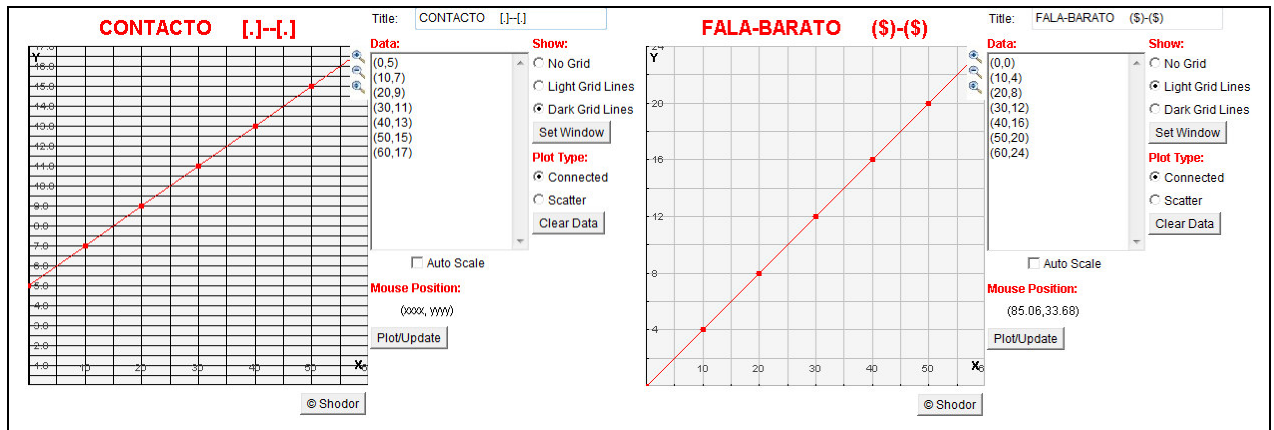 CONTACTO [.]--[.]
Title: CONTACTO [.]--[.]
Y
16.0
15.0
14.0
13.0
12.0
11.0
10.0
9.0
8.0
7.0
6.0
5.0
4.0
3.0
2.0
1.0
10
20
30
40
50
X
Data:
(0,5)
(10,7)
(20,9)
(30,11)
(40,13)
(50,15)
(60,17)
Show:
No Grid
Light Grid Lines
Dark Grid Lines
Set Window
Plot Type:
Connected
Scatter
Clear Data
Auto Scale
Mouse Position:
(xxxx, yyyy)
Plot/Update
© Shodor
FALA-BARATO ($)-($)
Title: FALA-BARATO ($)-($)
24
Y
20
16
12
8
4
10
20
30
40
50
X
Data:
(0,0)
(10,4)
(20,8)
(30,12)
(40,16)
(50,20)
(60,24)
Show:
No Grid
Light Grid Lines
Dark Grid Lines
Set Window
Plot Type:
Connected
Scatter
Clear Data
Auto Scale
Mouse Position:
(85.06,33.68)
Plot/Update
© Shodor